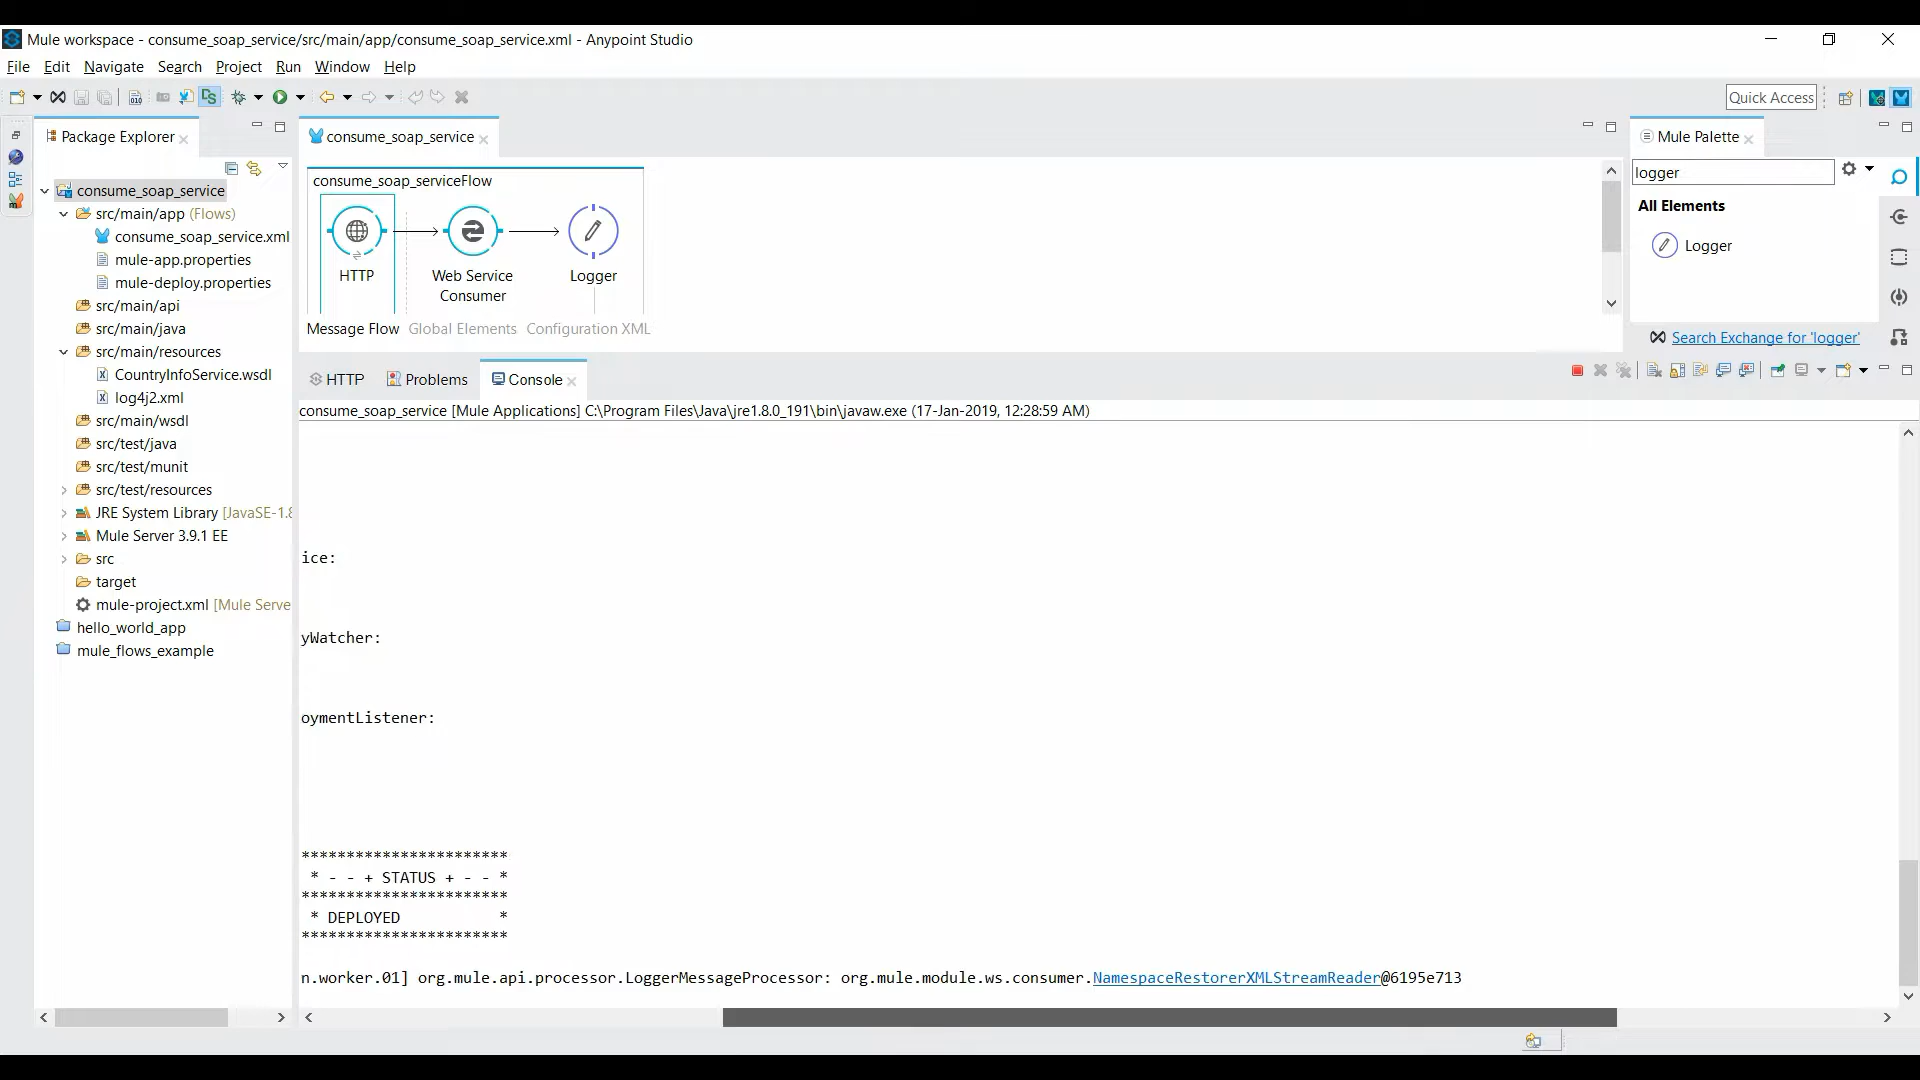 Mule workspace - consume_soap_service/src/main/app/consume_soap_service.xml - Anypoint Studio
File Edit Navigate Search Project Run Window Help
Quick Access
Package Explorer
consume_soap_service
src/main/app (Flows)
consume_soap_service.xml
mule-app.properties
mule-deploy.properties
src/main/api
src/main/java
src/main/resources
CountryInfoService.wsdl
log4j2.xml
src/main/wsdl
src/test/java
src/test/munit
src/test/resources
JRE System Library [JavaSE-1.8
Mule Server 3.9.1 EE
src
target
mule-project.xml [Mule Serve
hello_world_app
mule_flows_example
consume_soap_service
consume_soap_serviceFlow
HTTP
Web Service
Consumer
Logger
Message Flow Global Elements Configuration XML
Mule Palette
logger
All Elements
Logger
Search Exchange for 'logger'
HTTP Problems Console
consume_soap_service [Mule Applications] C:\Program Files\Java\jre1.8.0_191\bin\javaw.exe (17-Jan-2019, 12:28:59 AM)
ice:
yWatcher:
oymentListener:
***********************
* - - + STATUS + - - *
***********************
* DEPLOYED *
***********************
n.worker.01] org.mule.api.processor.LoggerMessageProcessor: org.mule.module.ws.consumer.NamespaceRestorerXMLStreamReader@6195e713